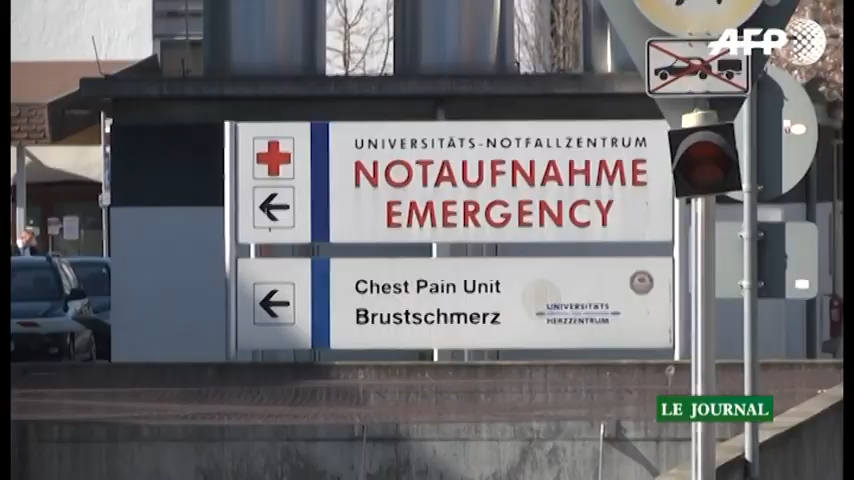 AFP
UNIVERSITÄTS-NOTFALLZENTRUM
NOTAUFNAHME
EMERGENCY
Chest Pain Unit
Brustschmerz
UNIVERSITÄTS
HERZZENTRUM
LE JOURNAL